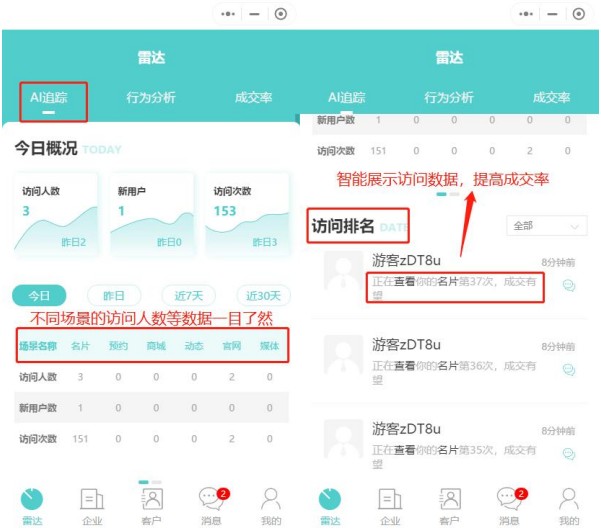 雷达
AI追踪 行为分析 成交率
今日概况 TODAY
访问人数 新用户 访问次数
3 1 153
昨日2 昨日0 昨日3
今日 昨日 近7天 近30天
不同场景的访问人数等数据一目了然
场景名称 名片 预约 商城 动态 官网 媒体
访问人数 3 0 0 0 2 0
新用户数 1 0 0 0 0 0
访问次数 151 0 0 0 2 0
雷达 企业 客户 消息 2 我的
雷达
AI追踪 行为分析 成交率
新用户数 1 0 0 0 0 0
访问次数 151 0 0 0 2 0
智能展示访问数据，提高成交率
访问排名 DATE 全部
游客zDT8u 8分钟前
正在查看你的名片第37次，成交有
望
游客zDT8u 8分钟前
正在查看你的名片第36次，成交有
望
游客zDT8u 8分钟前
正在查看你的名片第35次，成交有
望
雷达 企业 客户 消息 2 我的